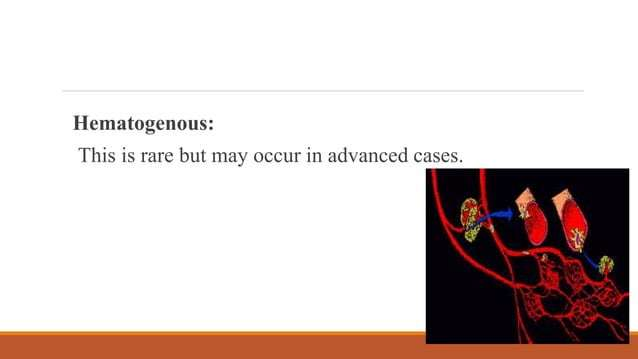 Hematogenous:
This is rare but may occur in advanced cases.